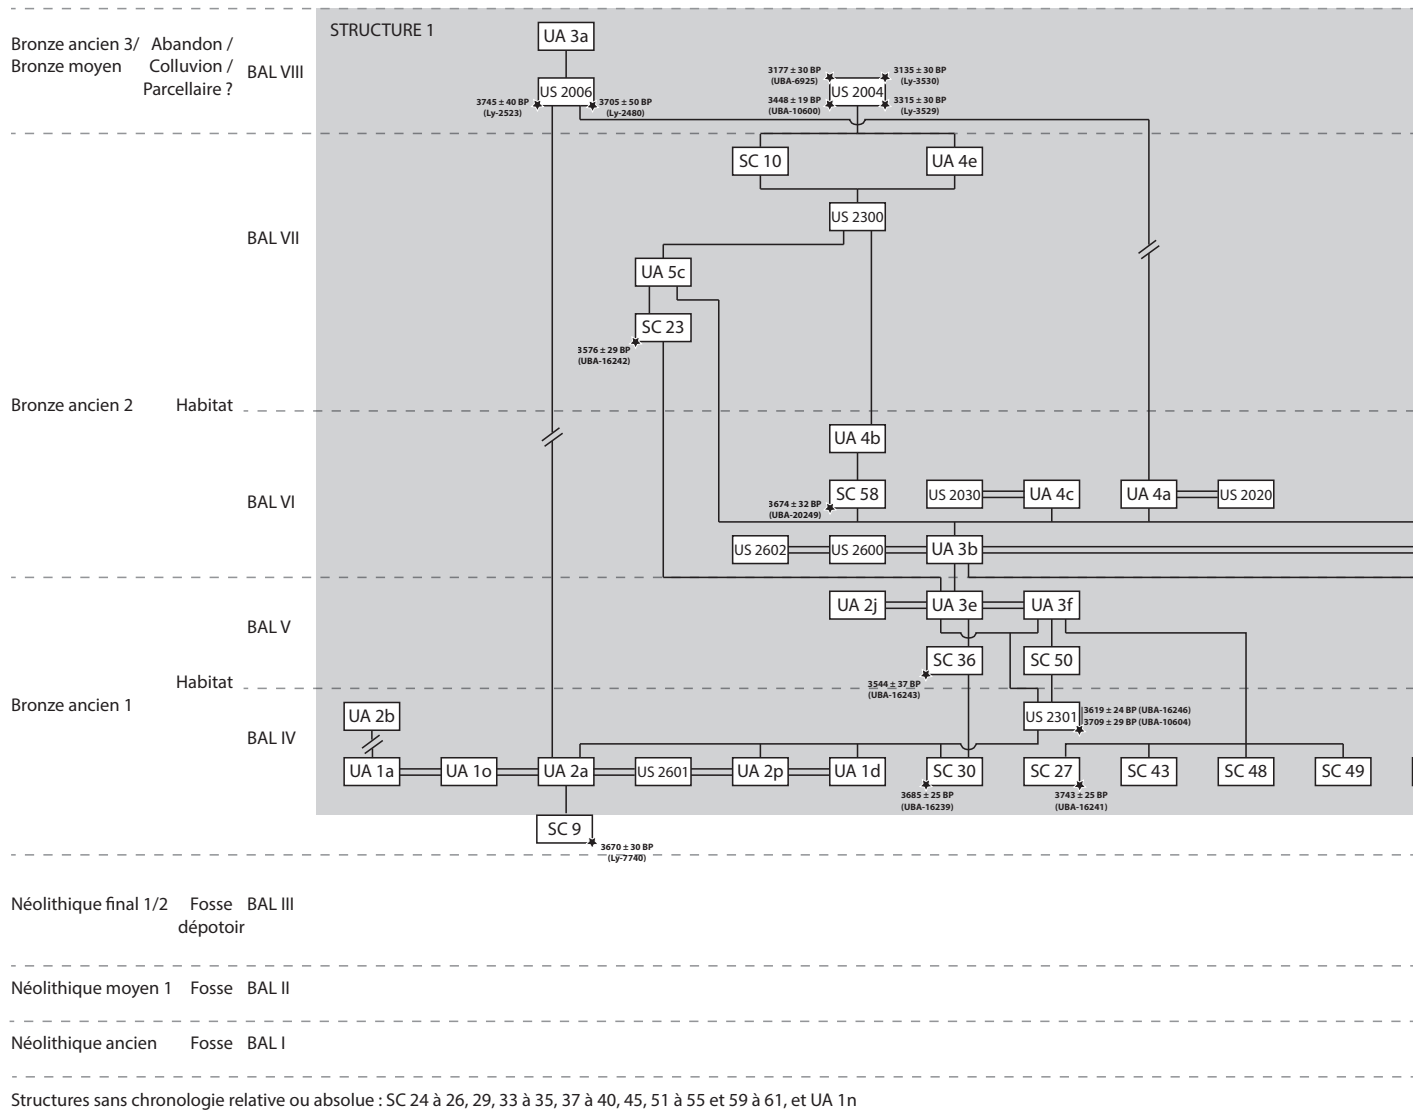 STRUCTURE 1
UA 3a
Bronze ancien 3/ Abandon /
Bronze moyen Colluvion / BAL VIII
Parcellaire ?
US 2006
3745 ± 40 BP
(Ly-2523)
3705 ± 50 BP
(Ly-2480)
3177 ± 30 BP
(UBA-6925)
3135 ± 30 BP
(Ly-3530)
US 2004
3448 ± 19 BP
(UBA-10600)
3315 ± 30 BP
(Ly-3529)
SC 10 UA 4e
US 2300
BAL VII
UA 5c
SC 23
3576 ± 29 BP
(UBA-16242)
Bronze ancien 2 Habitat
UA 4b
BAL VI
SC 58 US 2030 UA 4c UA 4a US 2020
3674 ± 32 BP
(UBA-20249)
US 2602 US 2600 UA 3b
UA 2j UA 3e UA 3f
BAL V
SC 36 SC 50
3544 ± 37 BP
(UBA-16243)
Habitat
Bronze ancien 1
UA 2b US 2301 3619 ± 24 BP (UBA-16246)
3709 ± 29 BP (UBA-10604)
BAL IV
UA 1a UA 1o UA 2a US 2601 UA 2p UA 1d SC 30 SC 27 SC 43 SC 48 SC 49
3685 ± 25 BP
(UBA-16239)
3743 ± 25 BP
(UBA-16241)
SC 9
3670 ± 30 BP
(Ly-7740)
Néolithique final 1/2 Fosse BAL III
dépotoir
Néolithique moyen 1 Fosse BAL II
Néolithique ancien Fosse BAL I
Structures sans chronologie relative ou absolue : SC 24 à 26, 29, 33 à 35, 37 à 40, 45, 51 à 55 et 59 à 61, et UA 1n